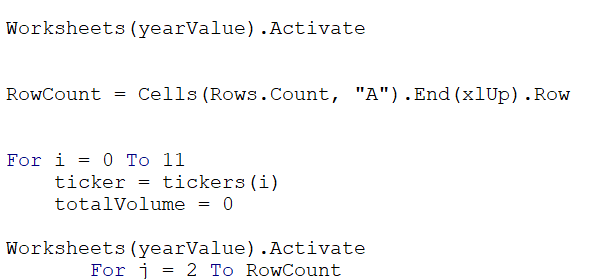 Worksheets(yearValue).Activate
RowCount = Cells(Rows.Count, "A").End(xlUp).Row
For i = 0 To 11
ticker = tickers(i)
totalVolume = 0
Worksheets(yearValue).Activate
For j = 2 To RowCount